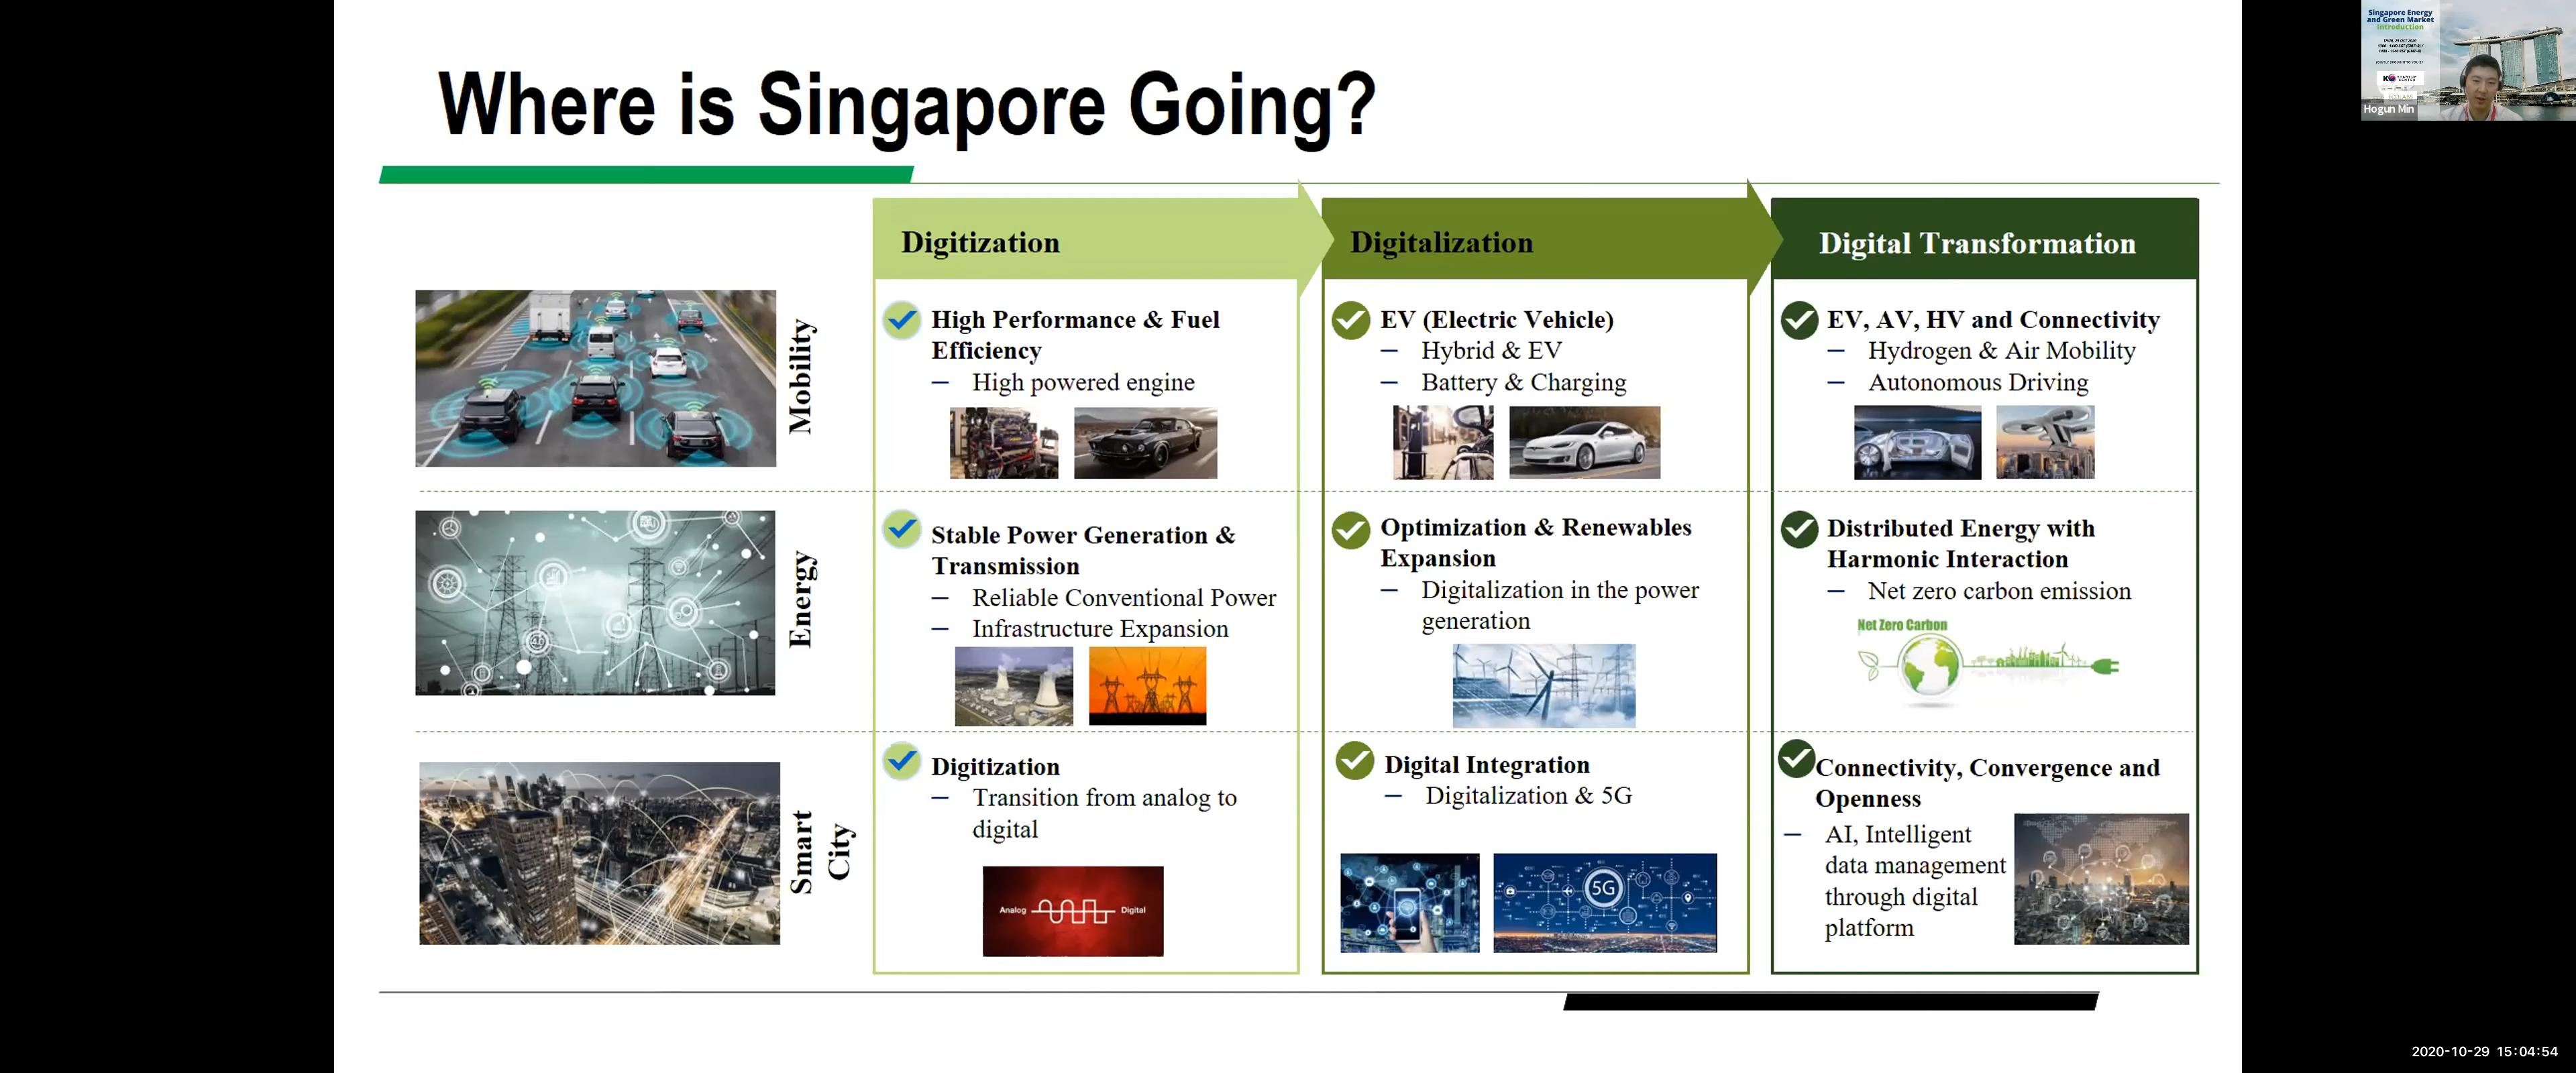 Where is Singapore Going?
Singapore Energy
and Green Market
Introduction
Hogun Min
Digitization
Digitalization
Digital Transformation
Mobility
High Performance & Fuel
Efficiency
— High powered engine
EV (Electric Vehicle)
— Hybrid & EV
— Battery & Charging
EV, AV, HV and Connectivity
— Hydrogen & Air Mobility
— Autonomous Driving
Energy
Stable Power Generation &
Transmission
— Reliable Conventional Power
— Infrastructure Expansion
Optimization & Renewables
Expansion
— Digitalization in the power
generation
Distributed Energy with
Harmonic Interaction
— Net zero carbon emission
Net Zero Carbon
Smart
City
Digitization
— Transition from analog to
digital
Analog
Digital
Digital Integration
— Digitalization & 5G
5G
Connectivity, Convergence and
Openness
— AI, Intelligent
data management
through digital
platform
2020-10-29 15:04:54